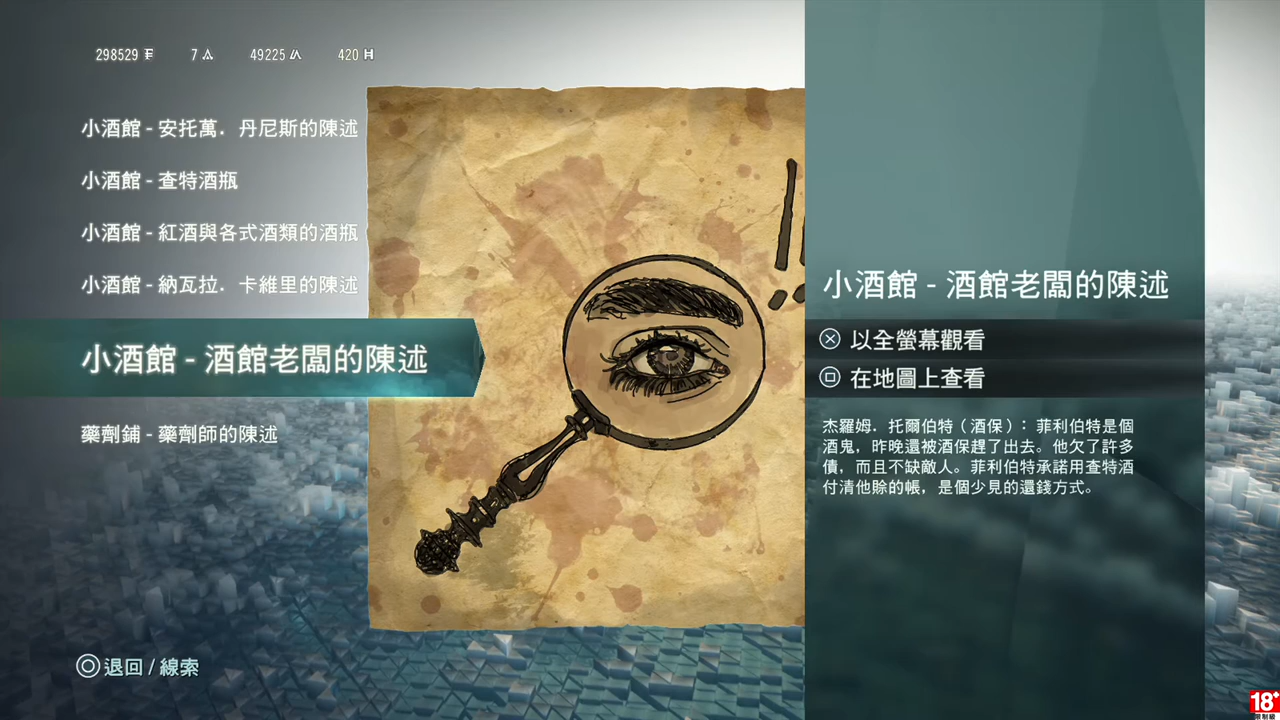 298529 7 49225 420
小酒館 - 安托萬．丹尼斯的陳述
小酒館 - 查特酒瓶
小酒館 - 紅酒與各式酒類的酒瓶
小酒館 - 納瓦拉．卡維里的陳述
小酒館 - 酒館老闆的陳述
藥劑鋪 - 藥劑師的陳述
退回 / 線索
小酒館 - 酒館老闆的陳述
以全螢幕觀看
在地圖上查看
杰羅姆．托爾伯特（酒保）：菲利伯特是個
酒鬼，昨晚還被酒保趕了出去。他欠了許多
債，而且不缺敵人。菲利伯特承諾用查特酒
付清他賒的帳，是個少見的還錢方式。
18+
限制級